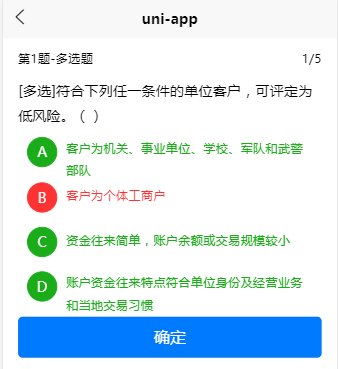 uni-app
第1题-多选题 1/5
[多选]符合下列任一条件的单位客户，可评定为
低风险。（ ）
A 客户为机关、事业单位、学校、军队和武警
部队
B 客户为个体工商户
C 资金往来简单，账户余额或交易规模较小
D 账户资金往来特点符合单位身份及经营业务
和当地交易习惯
确定